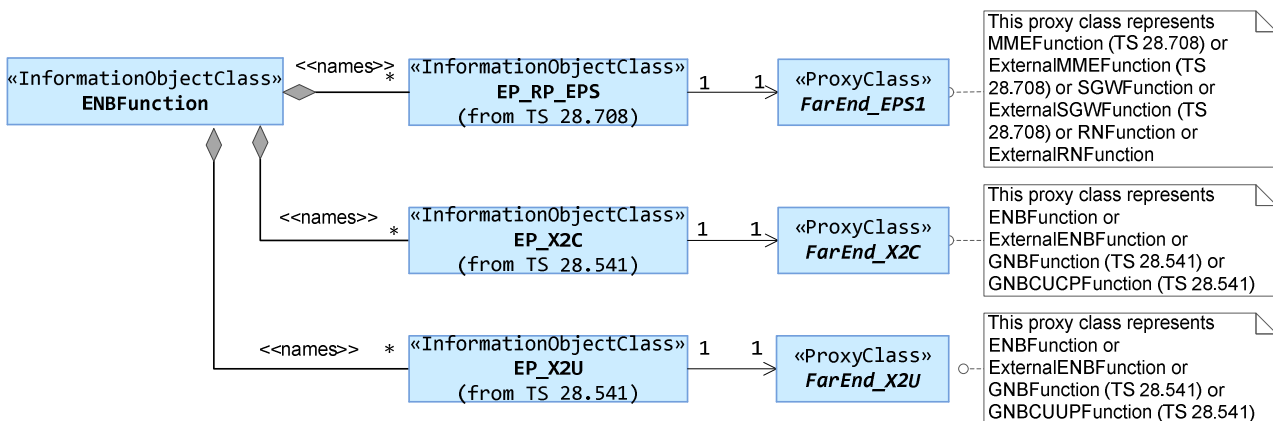 «InformationObjectClass»
ENBFunction
<<names>>
*
«InformationObjectClass»
EP_RP_EPS
(from TS 28.708)
1
1
«ProxyClass»
FarEnd_EPS1
This proxy class represents
MMEFunction (TS 28.708) or
ExternalMMEFunction (TS
28.708) or SGWFunction or
ExternalSGWFunction (TS
28.708) or RNFunction or
ExternalRNFunction
<<names>>
*
«InformationObjectClass»
EP_X2C
(from TS 28.541)
1
1
«ProxyClass»
FarEnd_X2C
This proxy class represents
ENBFunction or
ExternalENBFunction or
GNBFunction (TS 28.541) or
GNBCUCPFunction (TS 28.541)
<<names>>
*
«InformationObjectClass»
EP_X2U
(from TS 28.541)
1
1
«ProxyClass»
FarEnd_X2U
This proxy class represents
ENBFunction or
ExternalENBFunction or
GNBFunction (TS 28.541) or
GNBCUUPFunction (TS 28.541)